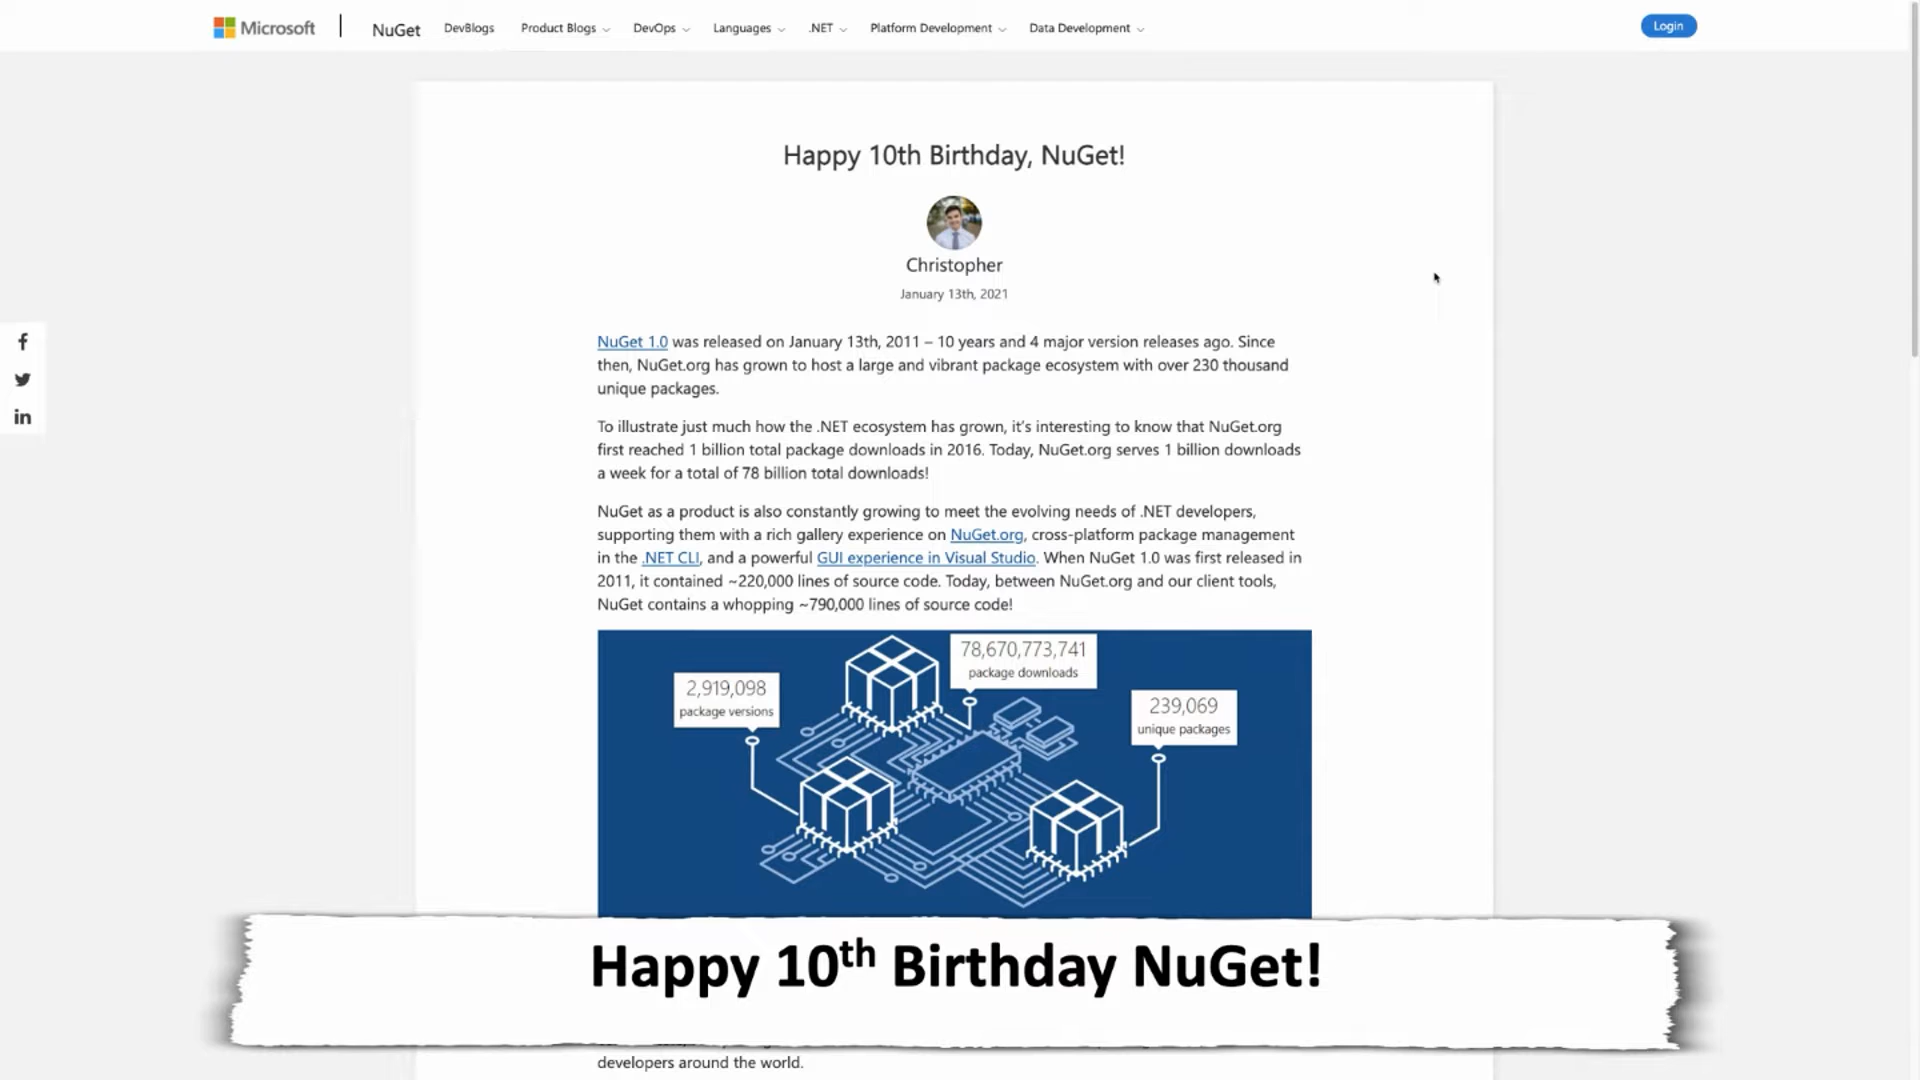 Microsoft
NuGet
DevBlogs
Product Blogs
DevOps
Languages
.NET
Platform Development
Data Development
Login
Happy 10th Birthday, NuGet!
Christopher
January 13th, 2021
NuGet 1.0 was released on January 13th, 2011 – 10 years and 4 major version releases ago. Since
then, NuGet.org has grown to host a large and vibrant package ecosystem with over 230 thousand
unique packages.
To illustrate just much how the .NET ecosystem has grown, it's interesting to know that NuGet.org
first reached 1 billion total package downloads in 2016. Today, NuGet.org serves 1 billion downloads
a week for a total of 78 billion total downloads!
NuGet as a product is also constantly growing to meet the evolving needs of .NET developers,
supporting them with a rich gallery experience on NuGet.org, cross-platform package management
in the .NET CLI, and a powerful GUI experience in Visual Studio. When NuGet 1.0 was first released in
2011, it contained ~220,000 lines of source code. Today, between NuGet.org and our client tools,
NuGet contains a whopping ~790,000 lines of source code!
78,670,773,741
package downloads
2,919,098
package versions
239,069
unique packages
Happy 10th Birthday NuGet!
developers around the world.